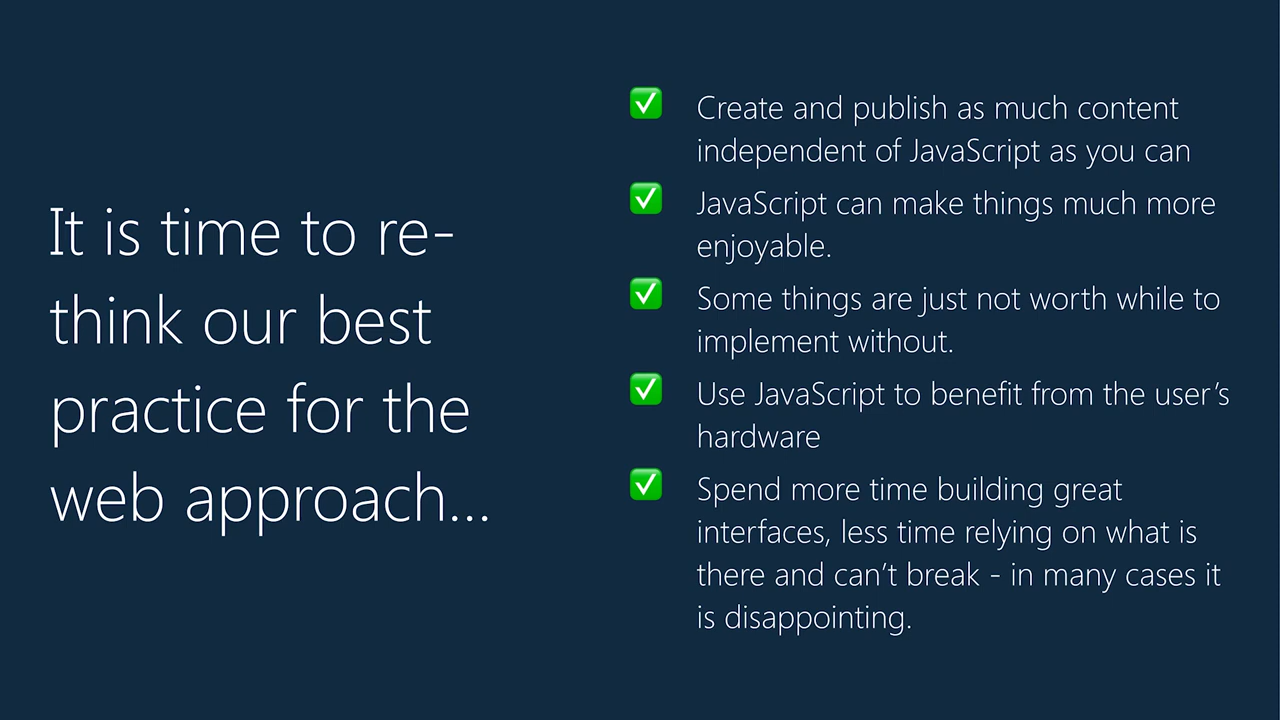 It is time to re-
think our best
practice for the
web approach...
✅ Create and publish as much content
independent of JavaScript as you can
✅ JavaScript can make things much more
enjoyable.
✅ Some things are just not worth while to
implement without.
✅ Use JavaScript to benefit from the user’s
hardware
✅ Spend more time building great
interfaces, less time relying on what is
there and can’t break - in many cases it
is disappointing.